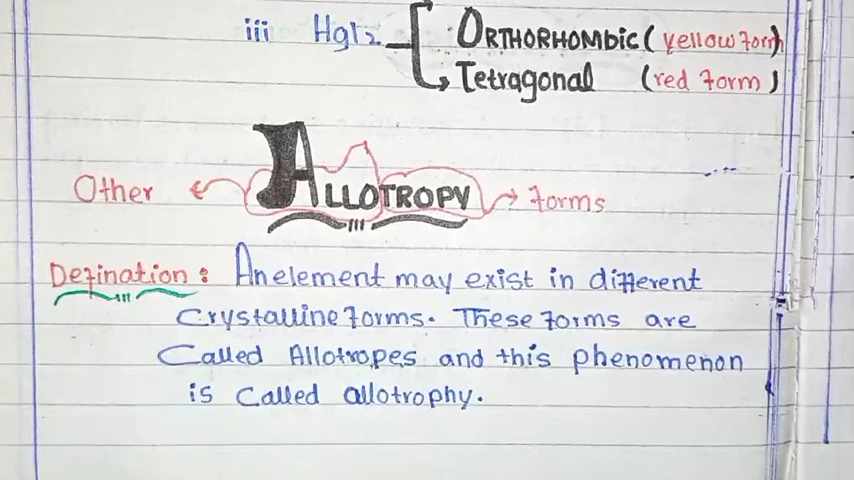 iii HgI2 ORTHORHOMBIC (yellow form)
Tetragonal (red form)
ALLOTROPY
Other forms
Defination: An element may exist in different
crystalline forms. These forms are
Called Allotropes and this phenomenon
is Called allotrophy.